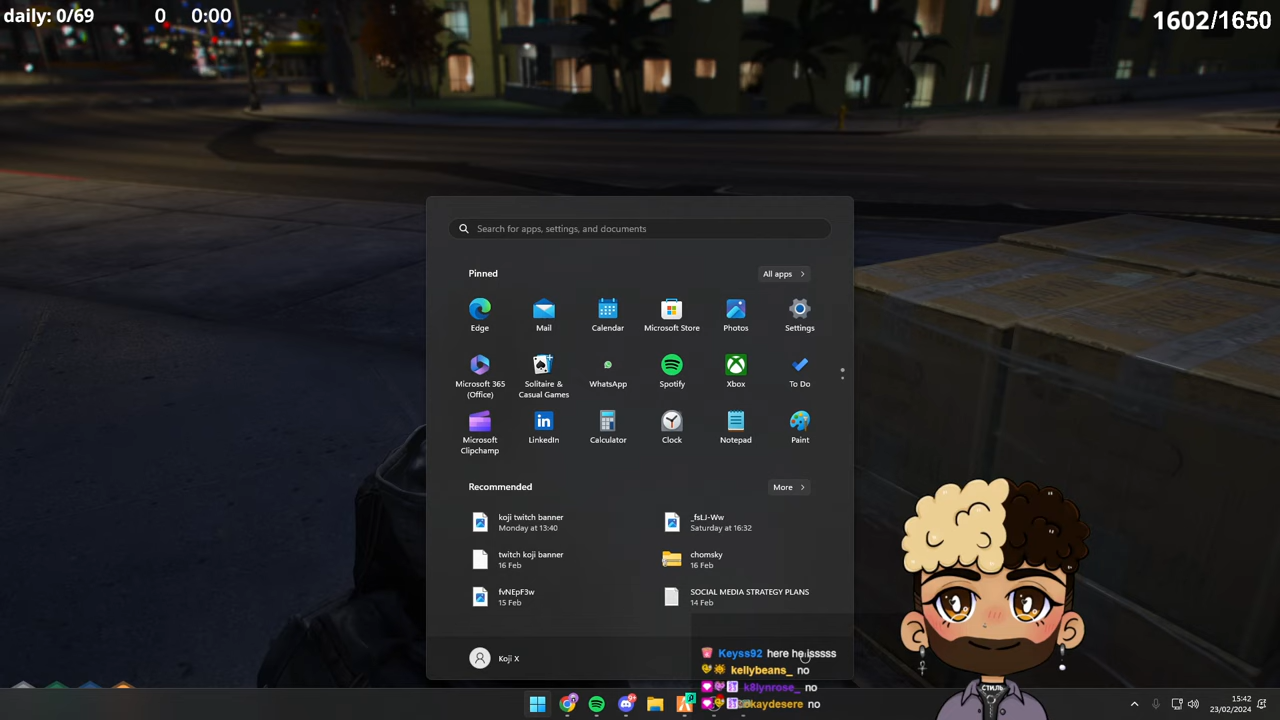 daily: 0/69
0
0:00
1602/1650
Search for apps, settings, and documents
Pinned
All apps
Edge
Mail
Calendar
Microsoft Store
Photos
Settings
Microsoft 365
(Office)
Solitaire &
Casual Games
WhatsApp
Spotify
Xbox
To Do
Microsoft
Clipchamp
LinkedIn
Calculator
Clock
Notepad
Paint
Recommended
More
koji twitch banner
Monday at 13:40
_fsLJ-Ww
Saturday at 16:32
twitch koji banner
16 Feb
chomsky
16 Feb
fvNEpF3w
15 Feb
SOCIAL MEDIA STRATEGY PLANS
14 Feb
Koji X
Keyss92 here he isssss
kellybeans_ no
k8lynrose_ no
okaydesere no
СТИЛЬ
15:42
23/02/2024